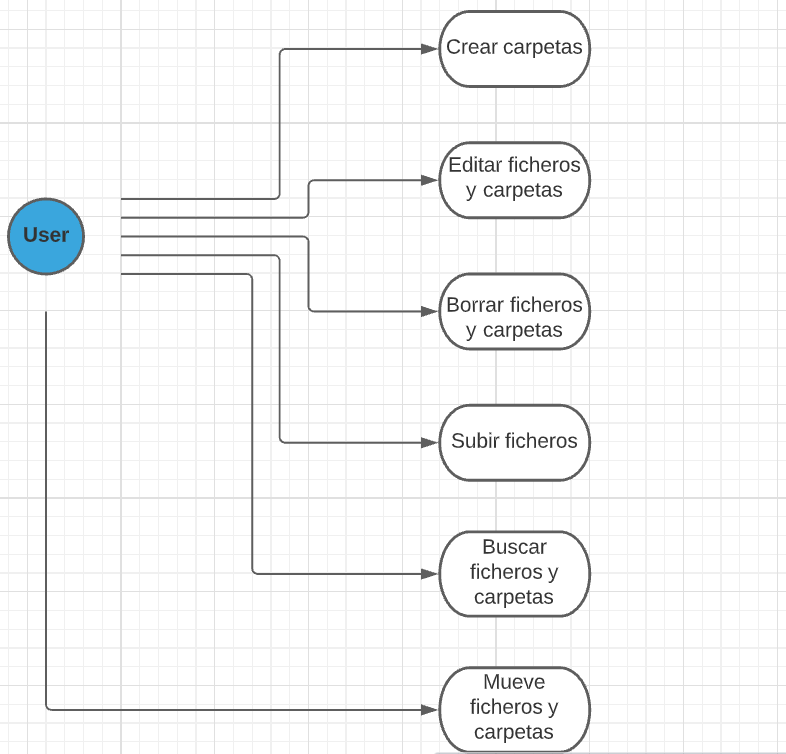 Crear carpetas
Editar ficheros
y carpetas
User
Borrar ficheros
y carpetas
Subir ficheros
Buscar
ficheros y
carpetas
Mueve
ficheros y
carpetas